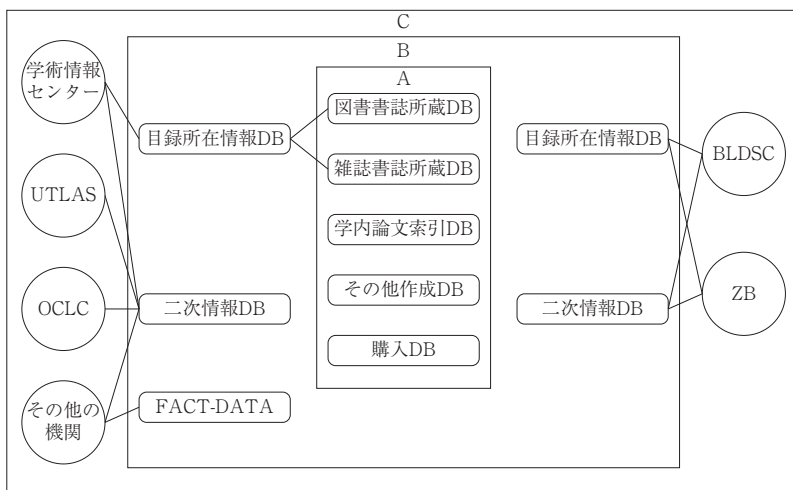 C
B
A
学術情報
センター
UTLAS
OCLC
その他の
機関
目録所在情報DB
二次情報DB
FACT-DATA
図書書誌所蔵DB
雑誌書誌所蔵DB
学内論文索引DB
その他作成DB
購入DB
目録所在情報DB
二次情報DB
BLDSC
ZB